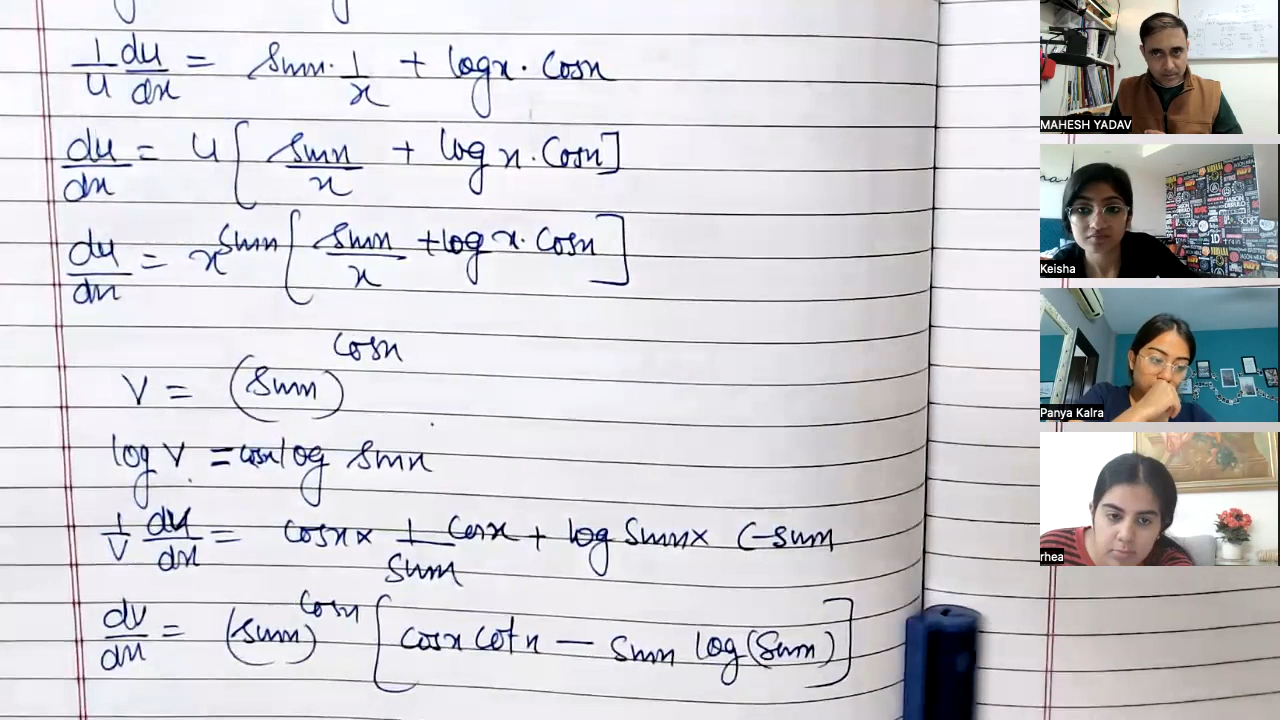 1/u du/dx = sinx · 1/x + logx · cosx
du/dx = u [ sinx/x + log x · cosx ]
du/dx = x^sinx [ sinx/x + log x · cosx ]
v = (sinx)^cosx
log v = cosx log sinx
1/v dv/dx = cosx × 1/sinx cosx + log sinx × (-sinx
dv/dx = (sinx)^cosx [ cosx cotx — sinx log(sinx) ]
MAHESH YADAV
Keisha
Panya Kalra
rhea